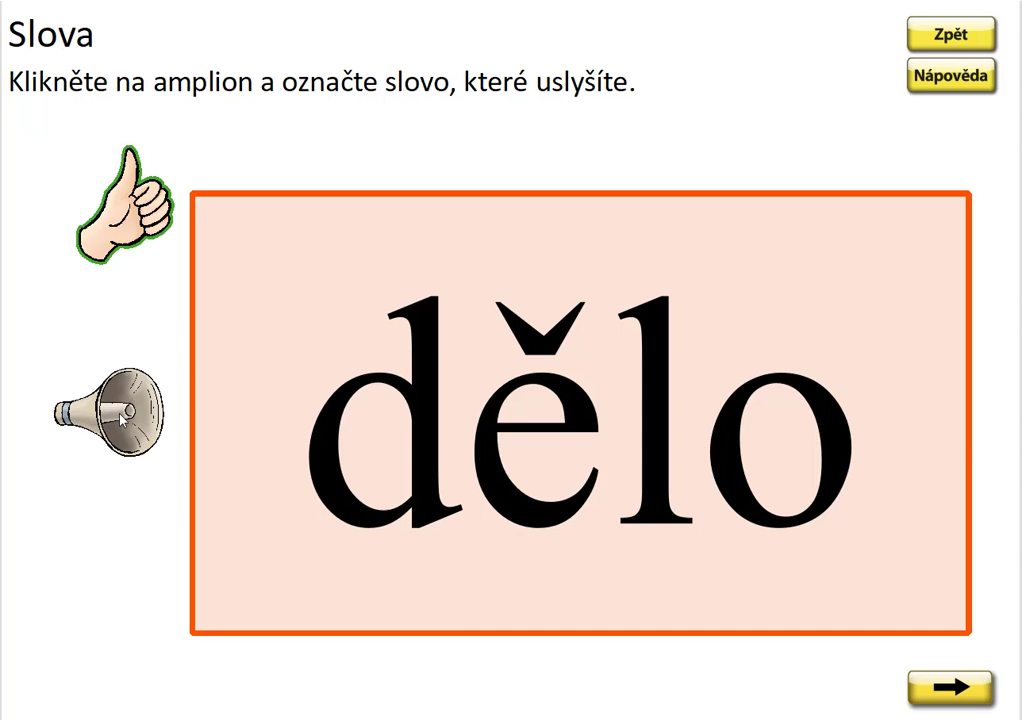 Slova
Zpět
Klikněte na amplion a označte slovo, které uslyšíte.
Nápověda
dělo